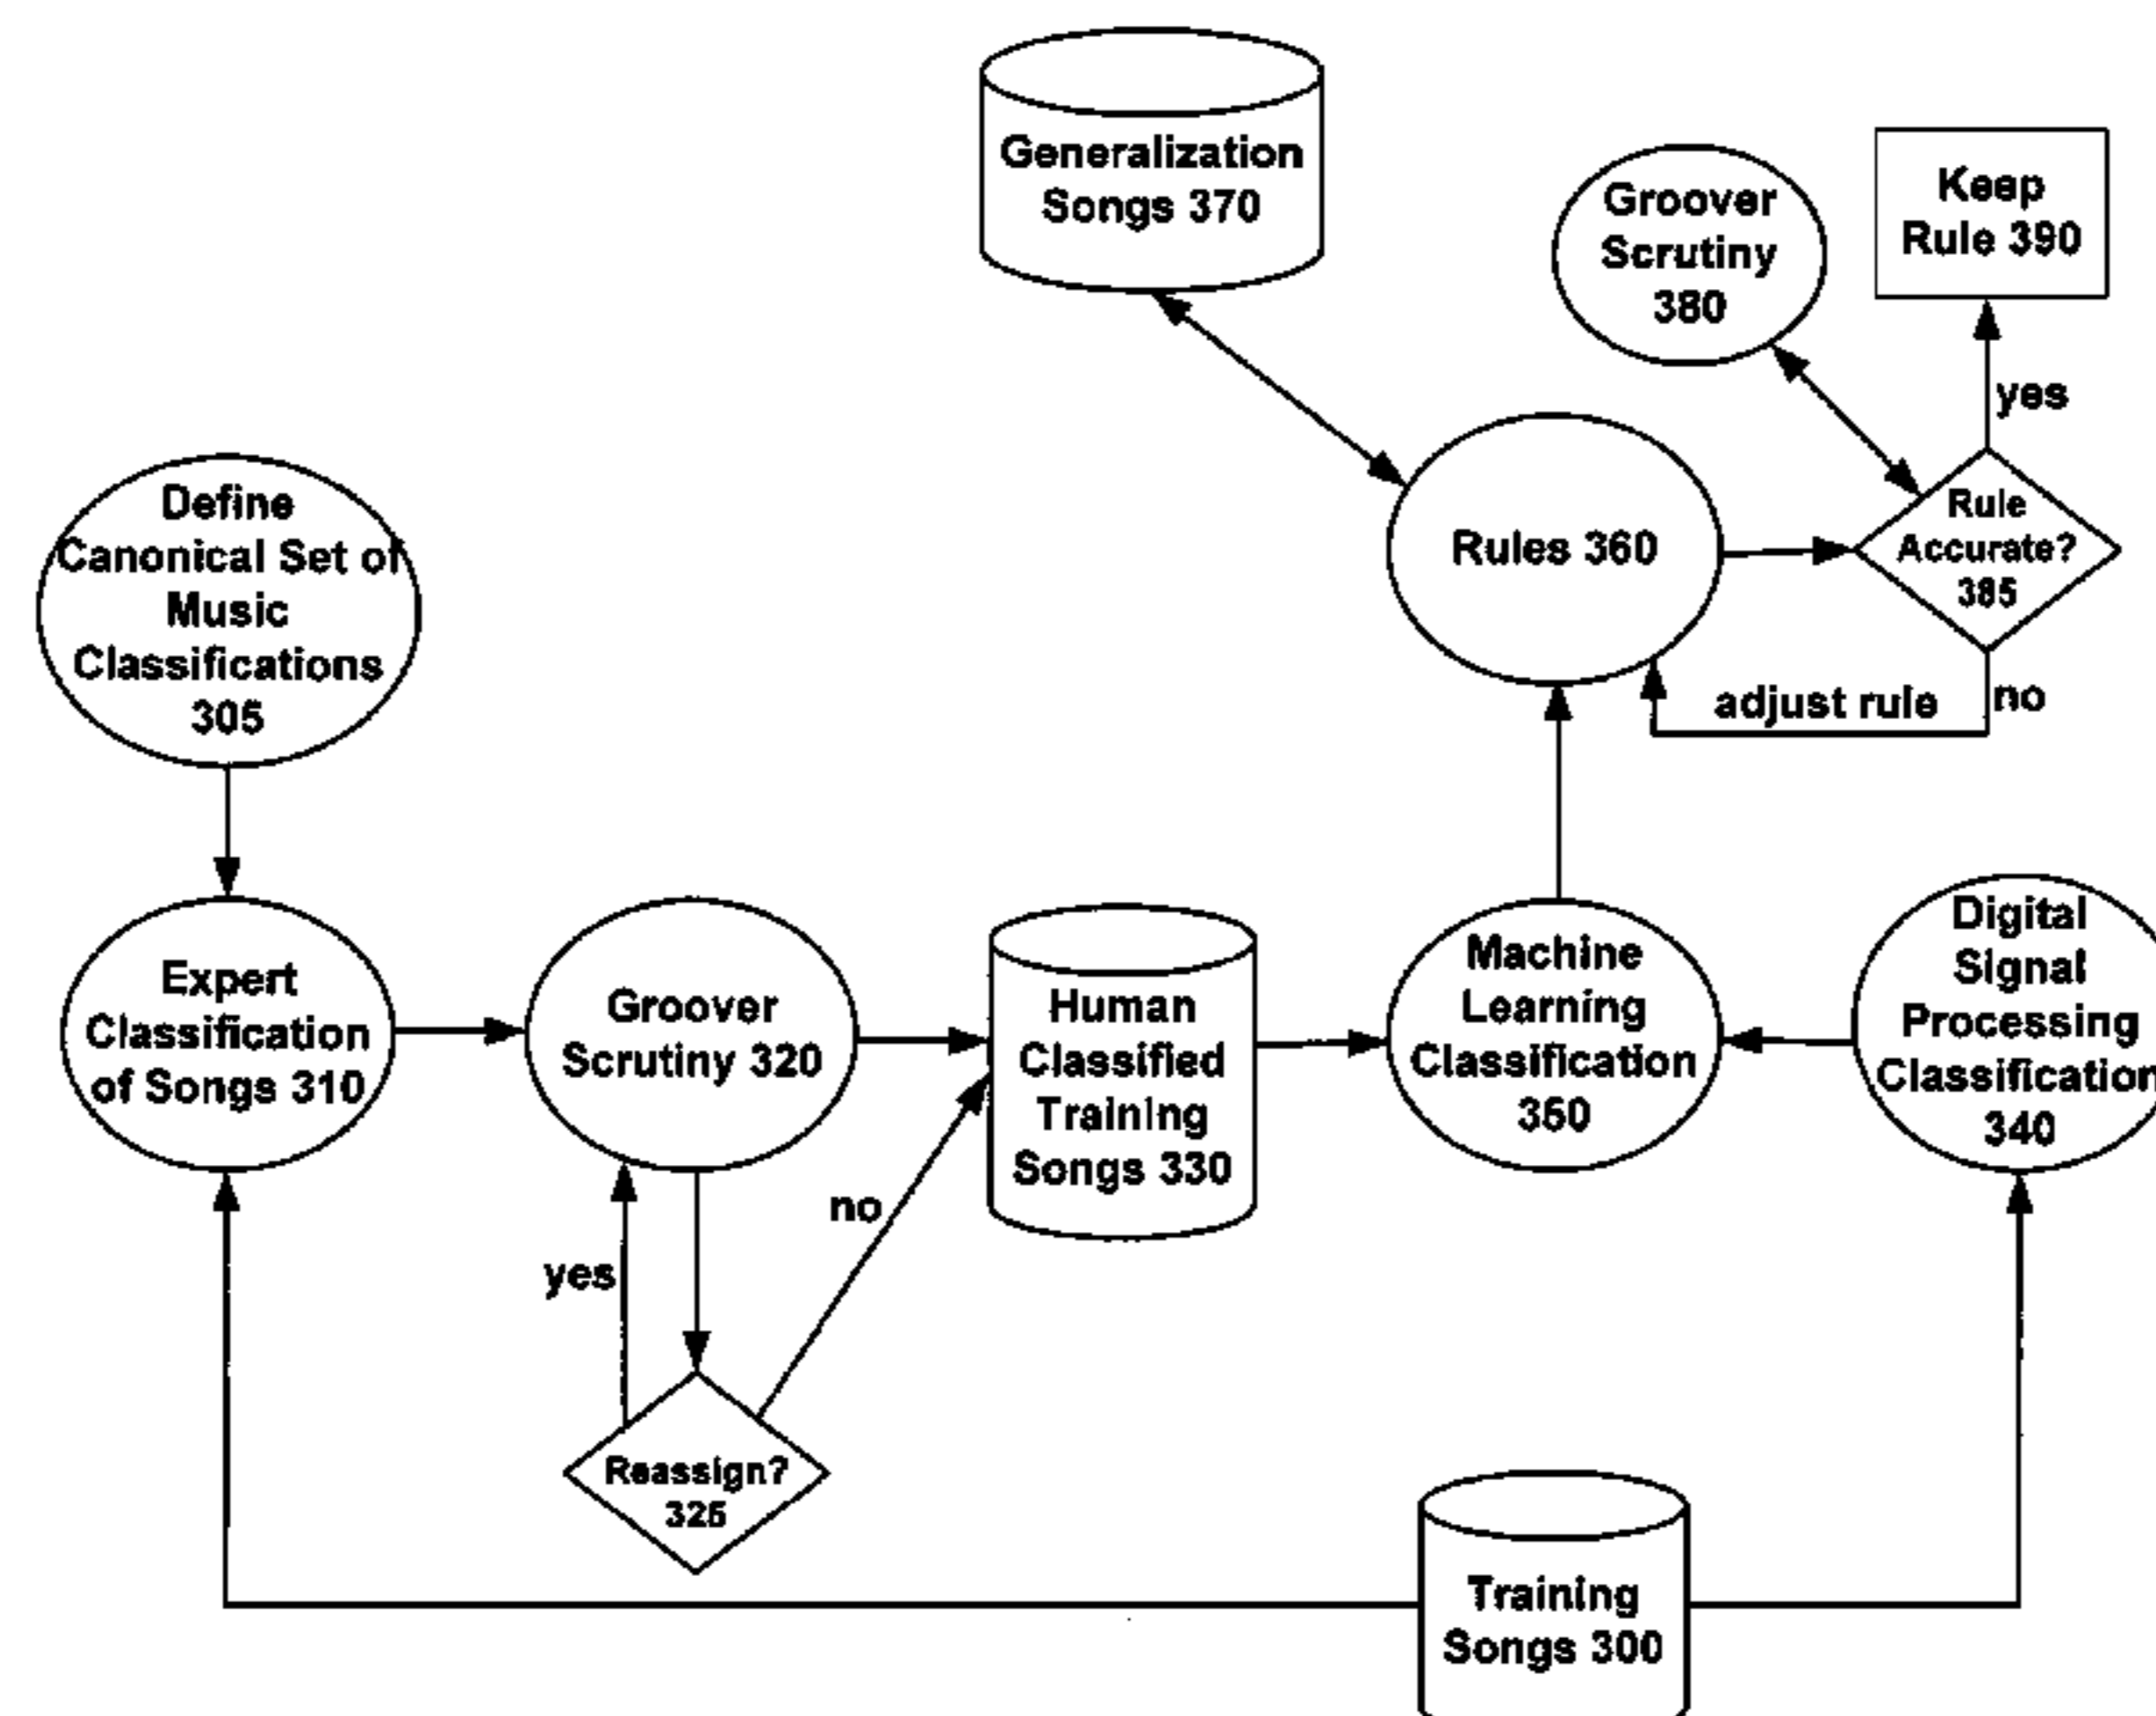 Generalization
Songs 370
Groover
Scrutiny
380
Keep
Rule 390
yes
Define
Canonical Set of
Music
Classifications
305
Rules 360
Rule
Accurate?
385
adjust rule
no
Expert
Classification
of Songs 310
Groover
Scrutiny 320
Human
Classified
Training
Songs 330
Machine
Learning
Classification
350
Digital
Signal
Processing
Classification
340
no
yes
Reassign?
325
Training
Songs 300